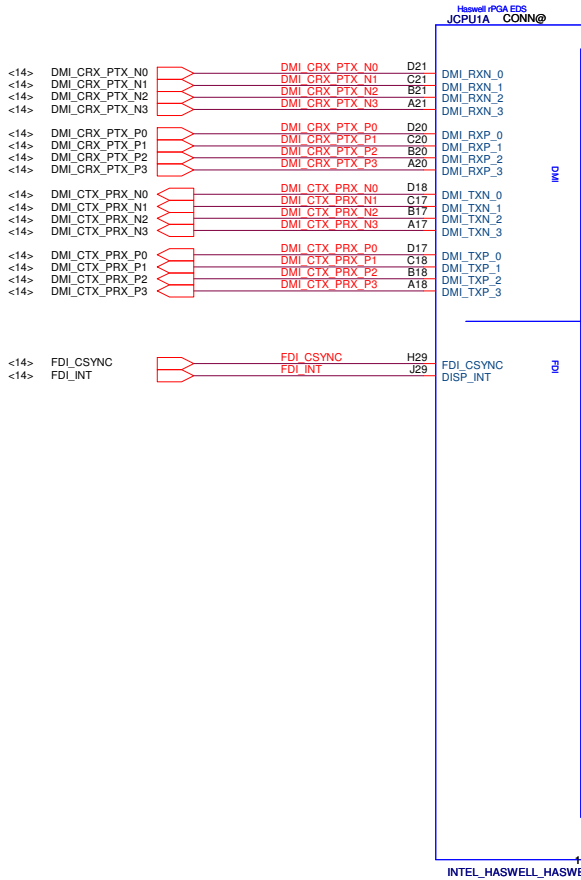 Haswell rPGA EDS
JCPU1A CONN@
<14> DMI_CRX_PTX_N0 DMI_CRX_PTX_N0 D21 DMI_RXN_0
<14> DMI_CRX_PTX_N1 DMI_CRX_PTX_N1 C21 DMI_RXN_1
<14> DMI_CRX_PTX_N2 DMI_CRX_PTX_N2 B21 DMI_RXN_2
<14> DMI_CRX_PTX_N3 DMI_CRX_PTX_N3 A21 DMI_RXN_3
<14> DMI_CRX_PTX_P0 DMI_CRX_PTX_P0 D20 DMI_RXP_0
<14> DMI_CRX_PTX_P1 DMI_CRX_PTX_P1 C20 DMI_RXP_1
<14> DMI_CRX_PTX_P2 DMI_CRX_PTX_P2 B20 DMI_RXP_2
<14> DMI_CRX_PTX_P3 DMI_CRX_PTX_P3 A20 DMI_RXP_3
DMI
<14> DMI_CTX_PRX_N0 DMI_CTX_PRX_N0 D18 DMI_TXN_0
<14> DMI_CTX_PRX_N1 DMI_CTX_PRX_N1 C17 DMI_TXN_1
<14> DMI_CTX_PRX_N2 DMI_CTX_PRX_N2 B17 DMI_TXN_2
<14> DMI_CTX_PRX_N3 DMI_CTX_PRX_N3 A17 DMI_TXN_3
<14> DMI_CTX_PRX_P0 DMI_CTX_PRX_P0 D17 DMI_TXP_0
<14> DMI_CTX_PRX_P1 DMI_CTX_PRX_P1 C18 DMI_TXP_1
<14> DMI_CTX_PRX_P2 DMI_CTX_PRX_P2 B18 DMI_TXP_2
<14> DMI_CTX_PRX_P3 DMI_CTX_PRX_P3 A18 DMI_TXP_3
<14> FDI_CSYNC FDI_CSYNC H29 FDI_CSYNC
<14> FDI_INT FDI_INT J29 DISP_INT
FDI
INTEL_HASWELL_HASWE